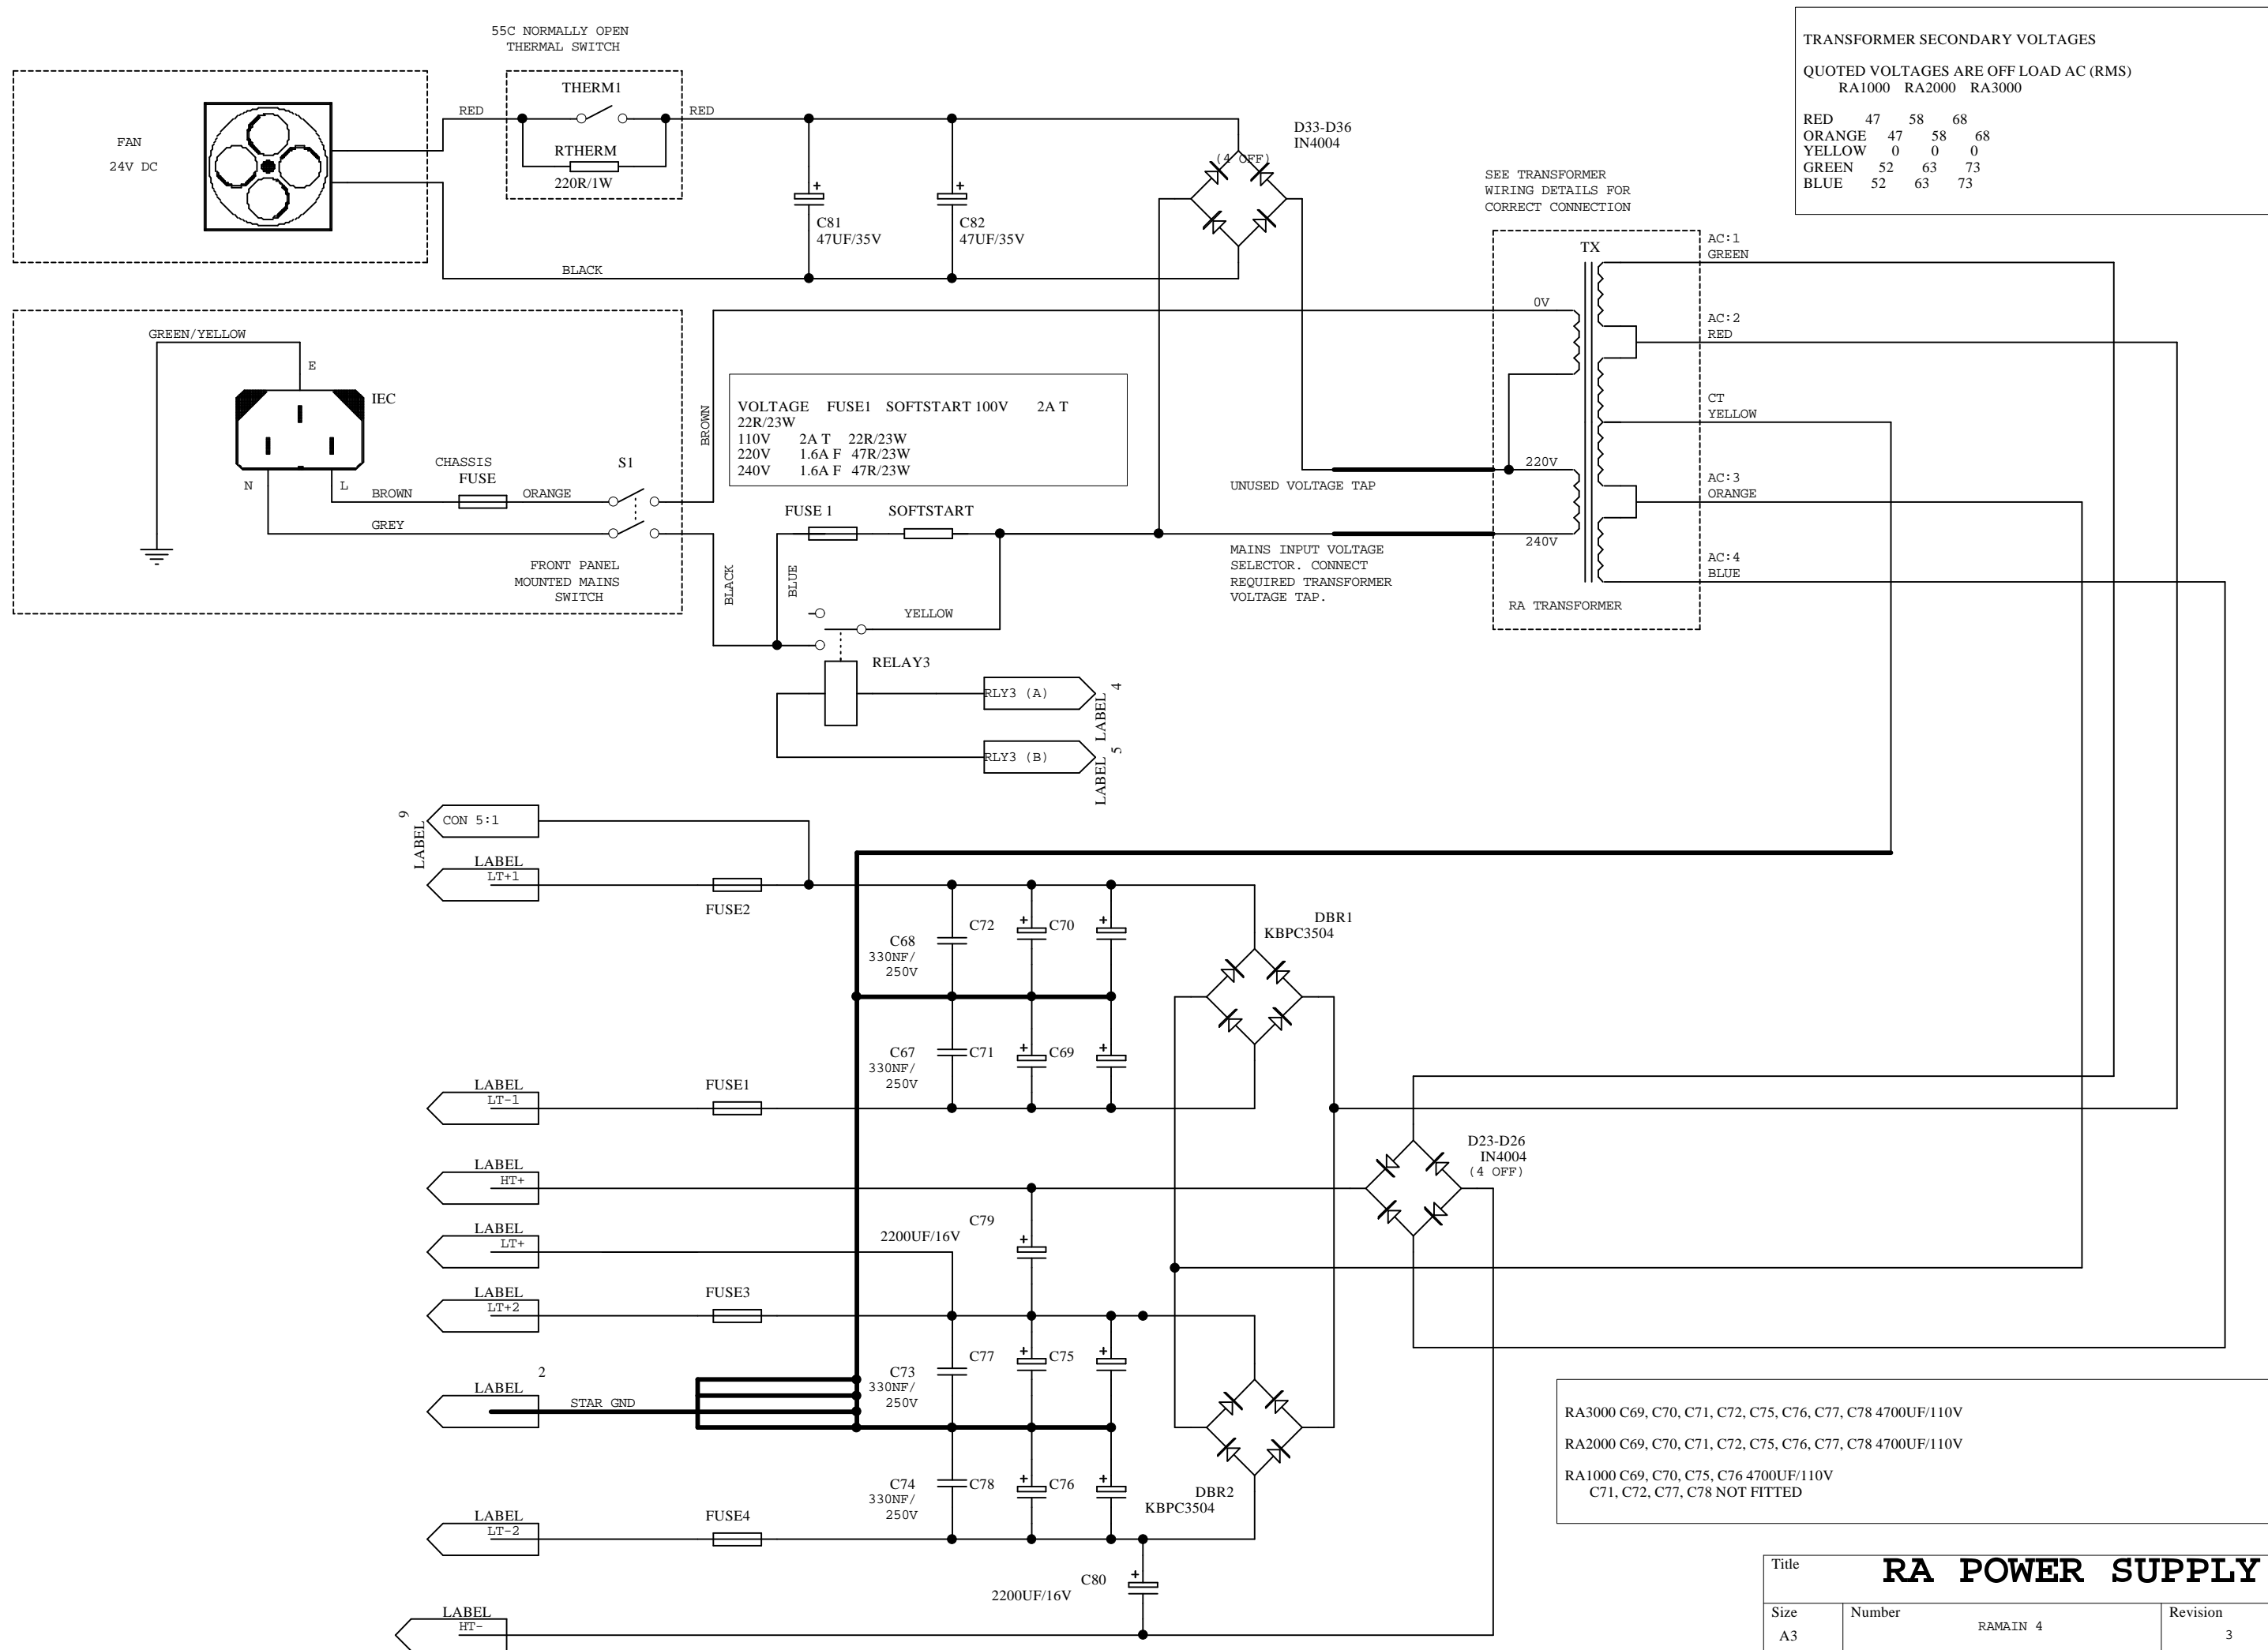 55C NORMALLY OPEN
THERMAL SWITCH
THERM1
RED
RED
RTHERM
220R/1W
FAN
24V DC
BLACK
+
C81
47UF/35V
+
C82
47UF/35V
D33-D36
IN4004
(4 OFF)
TRANSFORMER SECONDARY VOLTAGES
QUOTED VOLTAGES ARE OFF LOAD AC (RMS)
RA1000 RA2000 RA3000
RED 47 58 68
ORANGE 47 58 68
YELLOW 0 0 0
GREEN 52 63 73
BLUE 52 63 73
SEE TRANSFORMER
WIRING DETAILS FOR
CORRECT CONNECTION
TX
0V
220V
240V
RA TRANSFORMER
AC:1
GREEN
AC:2
RED
CT
YELLOW
AC:3
ORANGE
AC:4
BLUE
GREEN/YELLOW
E
IEC
N
L
BROWN
CHASSIS
FUSE
ORANGE
S1
GREY
FRONT PANEL
MOUNTED MAINS
SWITCH
BROWN
BLACK
VOLTAGE FUSE1 SOFTSTART 100V 2A T
22R/23W
110V 2A T 22R/23W
220V 1.6A F 47R/23W
240V 1.6A F 47R/23W
FUSE 1
SOFTSTART
BLUE
YELLOW
UNUSED VOLTAGE TAP
MAINS INPUT VOLTAGE
SELECTOR. CONNECT
REQUIRED TRANSFORMER
VOLTAGE TAP.
RELAY3
RLY3 (A)
LABEL 4
RLY3 (B)
LABEL 5
LABEL 9
CON 5:1
LABEL
LT+1
FUSE2
C68
330NF/
250V
C72
+
C70
+
DBR1
KBPC3504
C67
330NF/
250V
C71
+
C69
+
LABEL
LT-1
FUSE1
LABEL
HT+
D23-D26
IN4004
(4 OFF)
LABEL
LT+
2200UF/16V
C79
+
LABEL
LT+2
FUSE3
C73
330NF/
250V
C77
+
C75
+
LABEL
2
STAR GND
C74
330NF/
250V
C78
+
C76
+
DBR2
KBPC3504
LABEL
LT-2
FUSE4
C80
2200UF/16V
+
LABEL
HT-
RA3000 C69, C70, C71, C72, C75, C76, C77, C78 4700UF/110V
RA2000 C69, C70, C71, C72, C75, C76, C77, C78 4700UF/110V
RA1000 C69, C70, C75, C76 4700UF/110V
C71, C72, C77, C78 NOT FITTED
Title
RA POWER SUPPLY
Size
A3
Number
RAMAIN 4
Revision
3